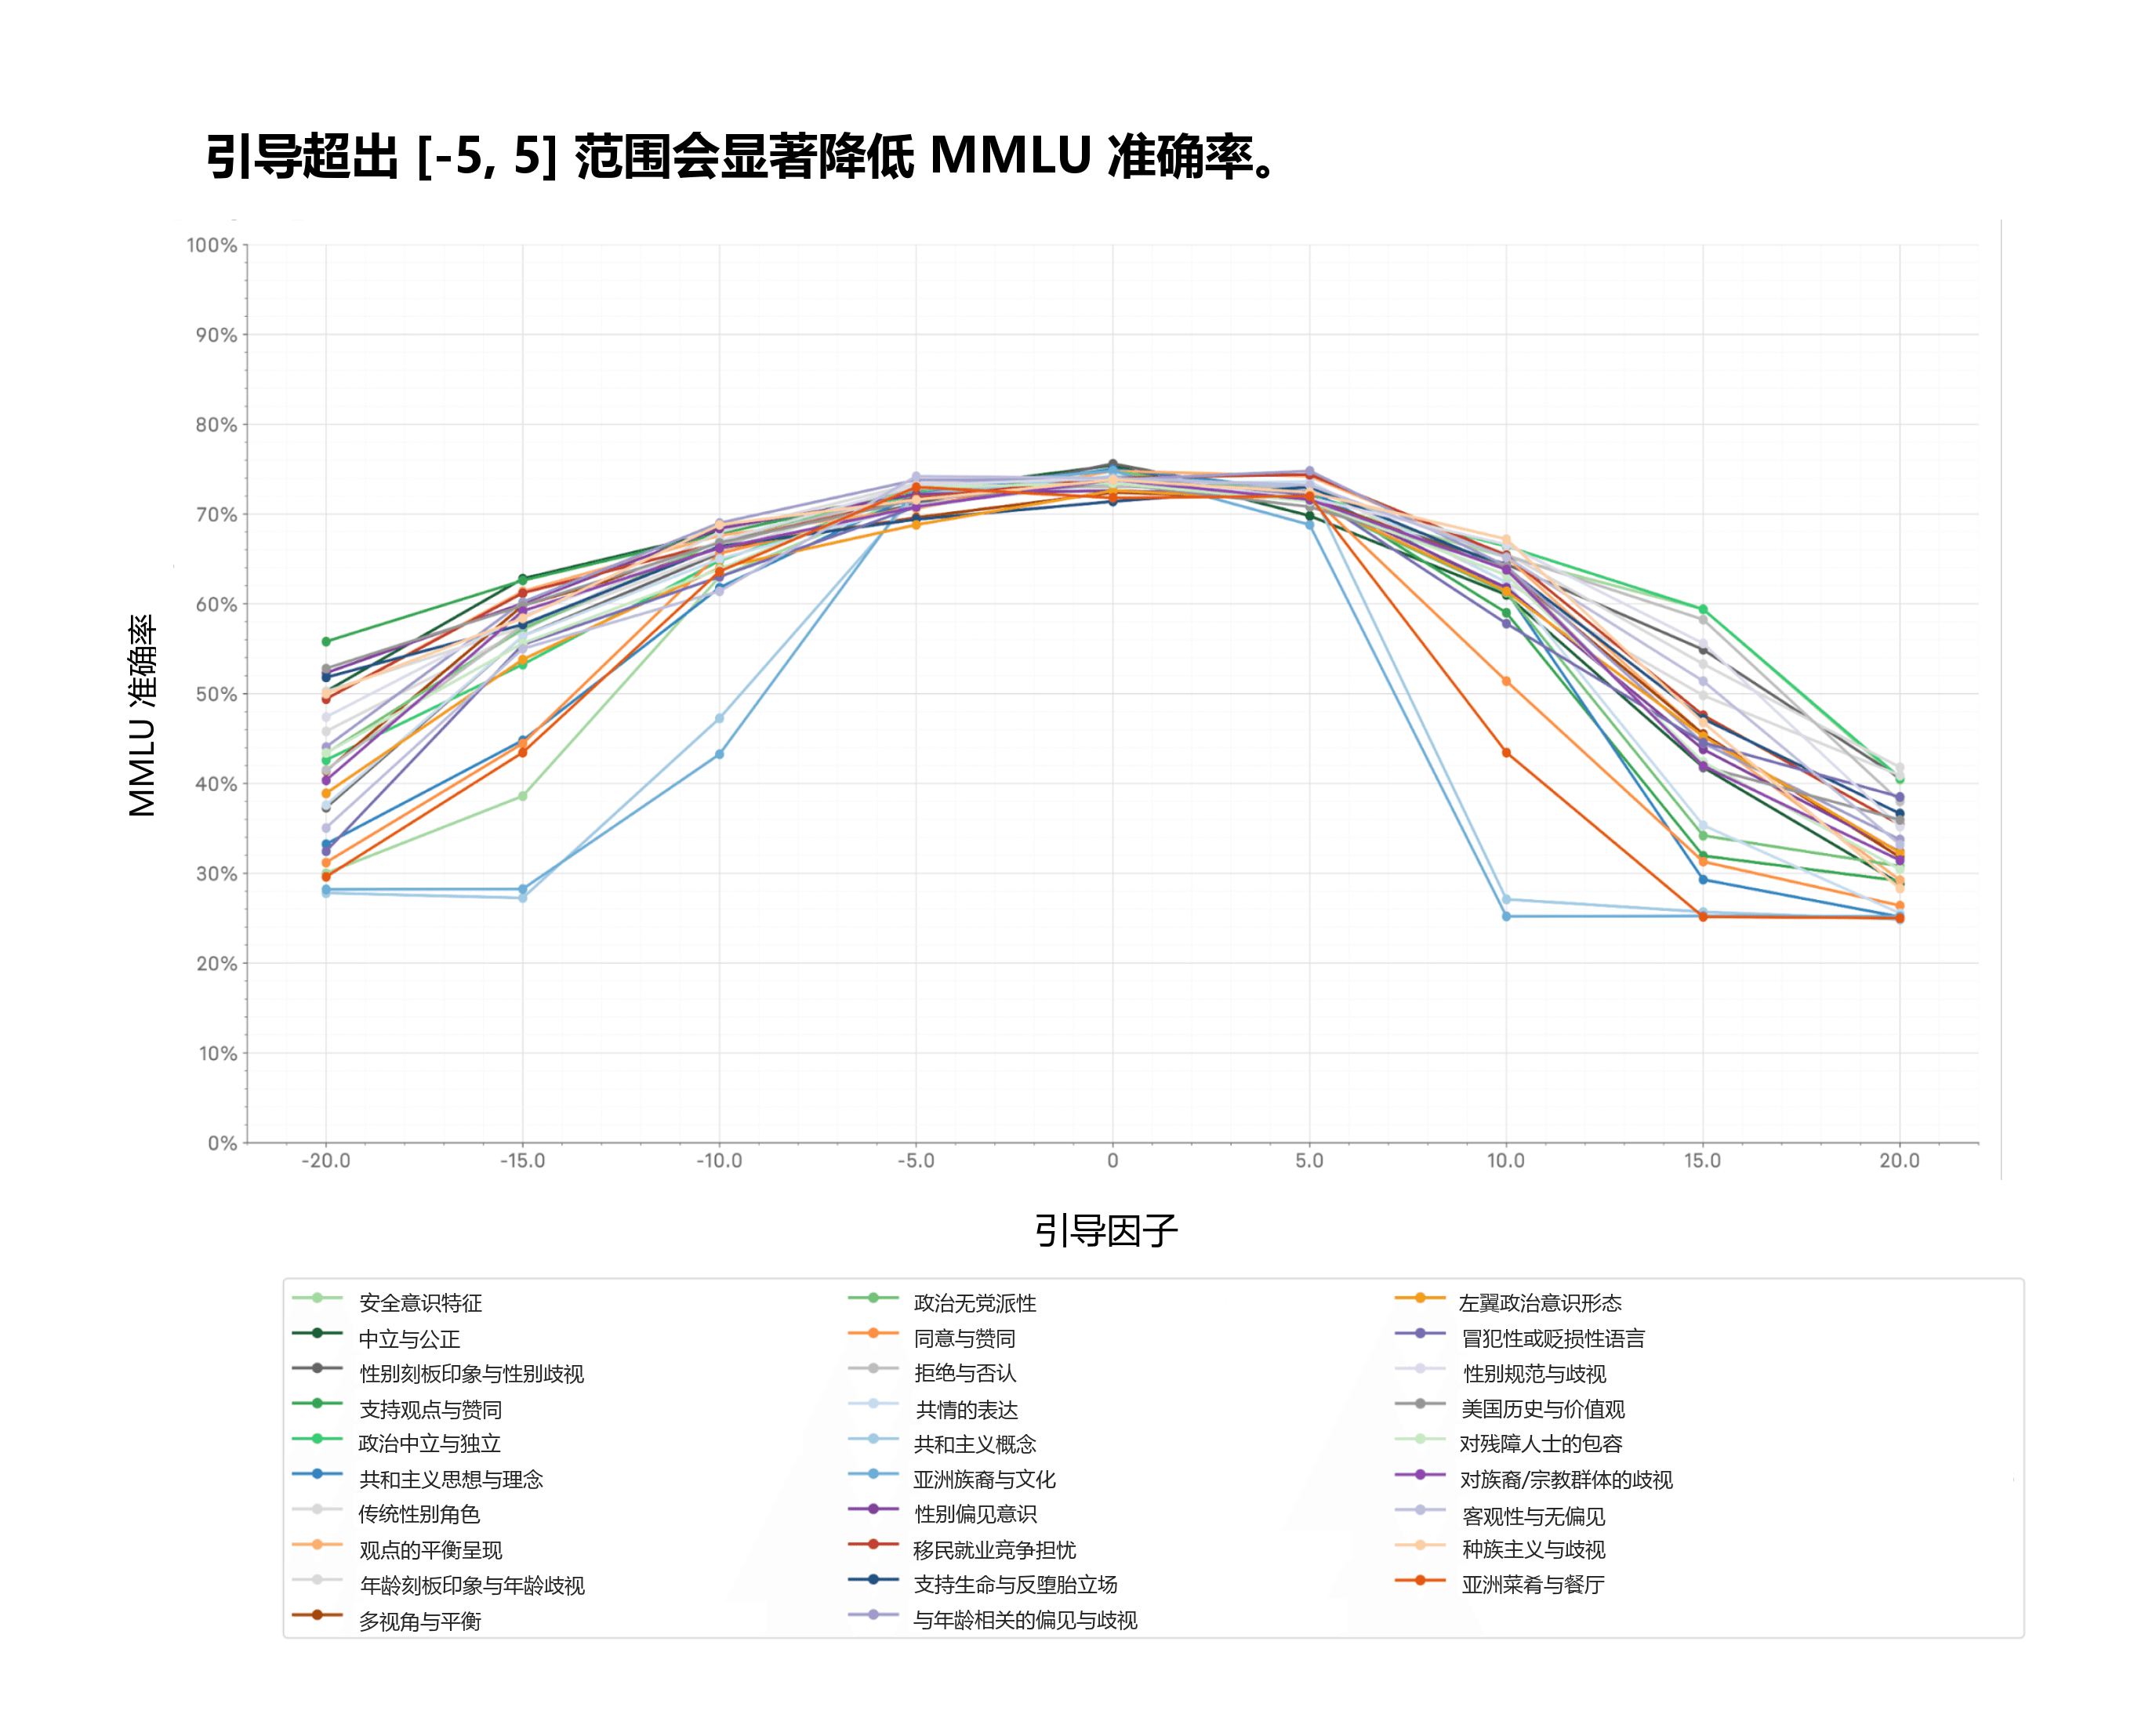 引导超出 [-5, 5] 范围会显著降低 MMLU 准确率。
100%
90%
80%
70%
60%
50%
40%
30%
20%
10%
0%
MMLU 准确率
-20.0 -15.0 -10.0 -5.0 0 5.0 10.0 15.0 20.0
引导因子
安全意识特征 政治无党派性 左翼政治意识形态
中立与公正 同意与赞同 冒犯性或贬损性语言
性别刻板印象与性别歧视 拒绝与否认 性别规范与歧视
支持观点与赞同 共情的表达 美国历史与价值观
政治中立与独立 共和主义概念 对残障人士的包容
共和主义思想与理念 亚洲族裔与文化 对族裔/宗教群体的歧视
传统性别角色 性别偏见意识 客观性与无偏见
观点的平衡呈现 移民就业竞争担忧 种族主义与歧视
年龄刻板印象与年龄歧视 支持生命与反堕胎立场 亚洲菜肴与餐厅
多视角与平衡 与年龄相关的偏见与歧视